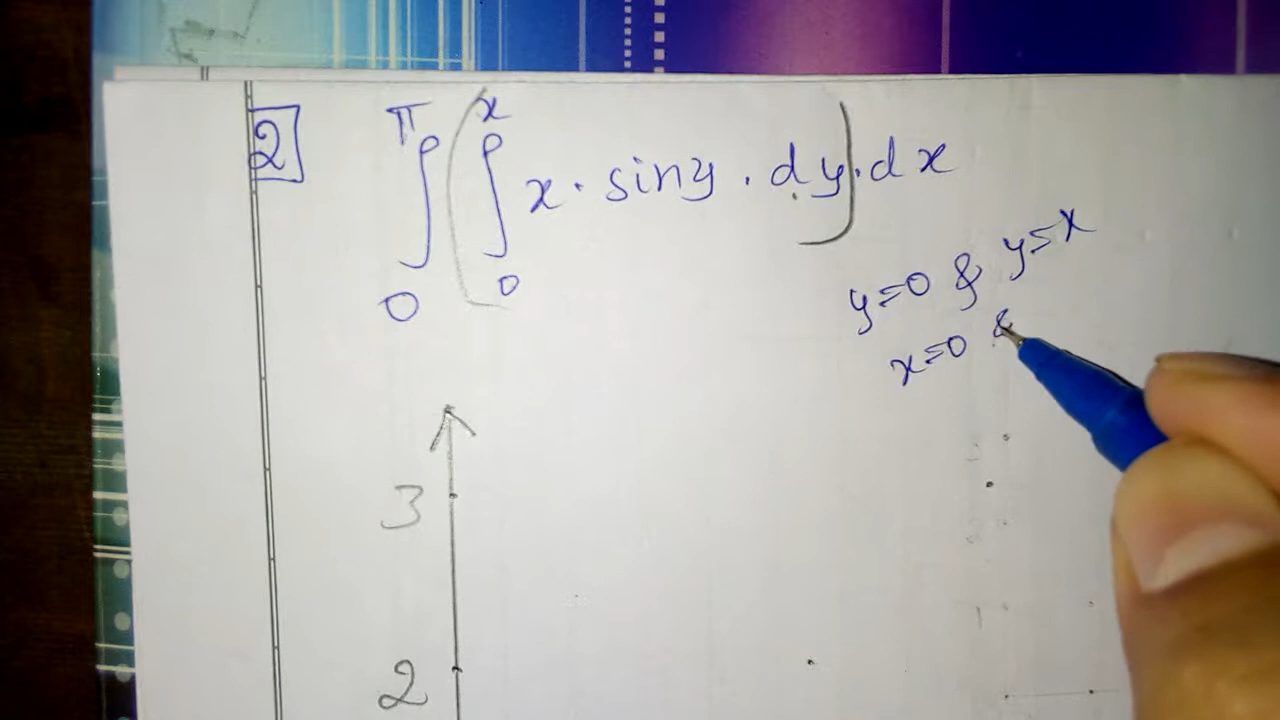 2 ∫₀^π ( ∫₀^x x · siny . dy ) . dx
y=0 & y=x
x=0 &
3
2